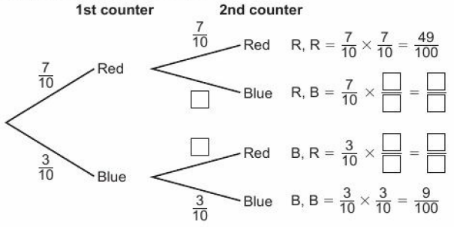 1st counter 2nd counter
7/10 Red
7/10 Red R, R = 7/10 × 7/10 = 49/100
□ Blue R, B = 7/10 × □/□ = □/□
3/10 Blue
□ Red B, R = 3/10 × □/□ = □/□
3/10 Blue B, B = 3/10 × 3/10 = 9/100